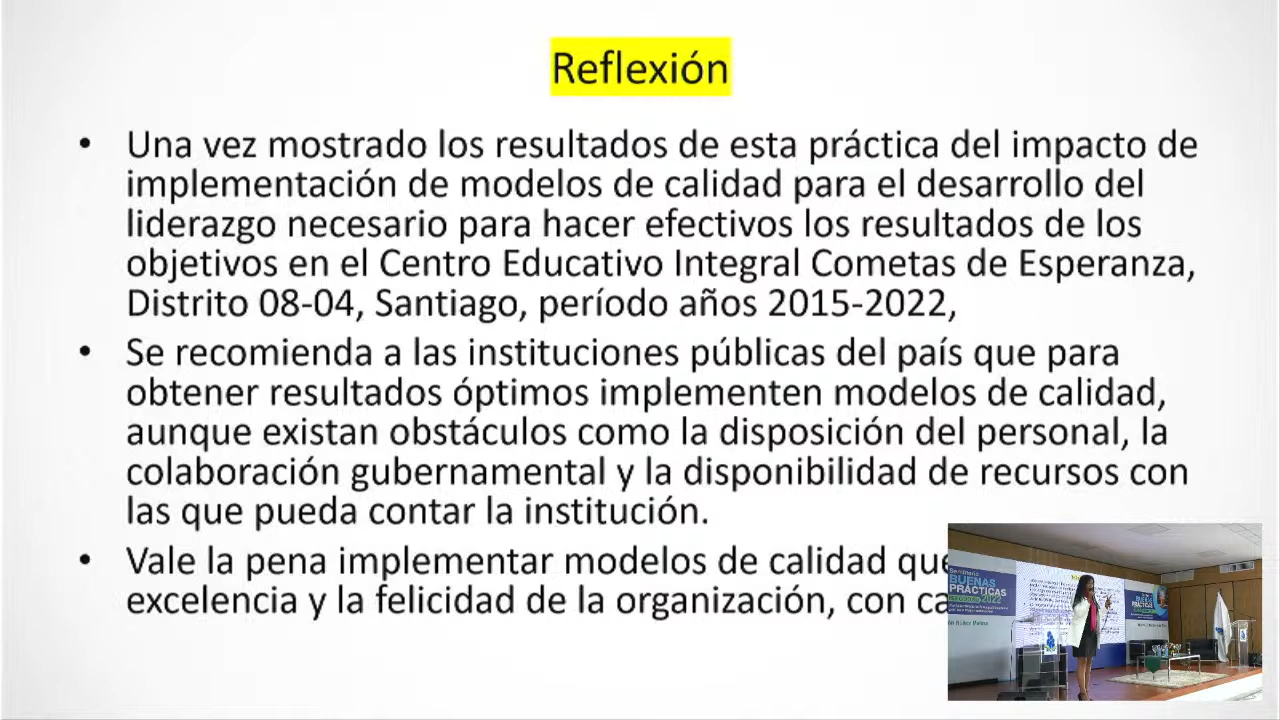 Reflexión
• Una vez mostrado los resultados de esta práctica del impacto de
implementación de modelos de calidad para el desarrollo del
liderazgo necesario para hacer efectivos los resultados de los
objetivos en el Centro Educativo Integral Cometas de Esperanza,
Distrito 08-04, Santiago, período años 2015-2022,
• Se recomienda a las instituciones públicas del país que para
obtener resultados óptimos implementen modelos de calidad,
aunque existan obstáculos como la disposición del personal, la
colaboración gubernamental y la disponibilidad de recursos con
las que pueda contar la institución.
• Vale la pena implementar modelos de calidad que
excelencia y la felicidad de la organización, con
Seminario
BUENAS
PRÁCTICAS
2022